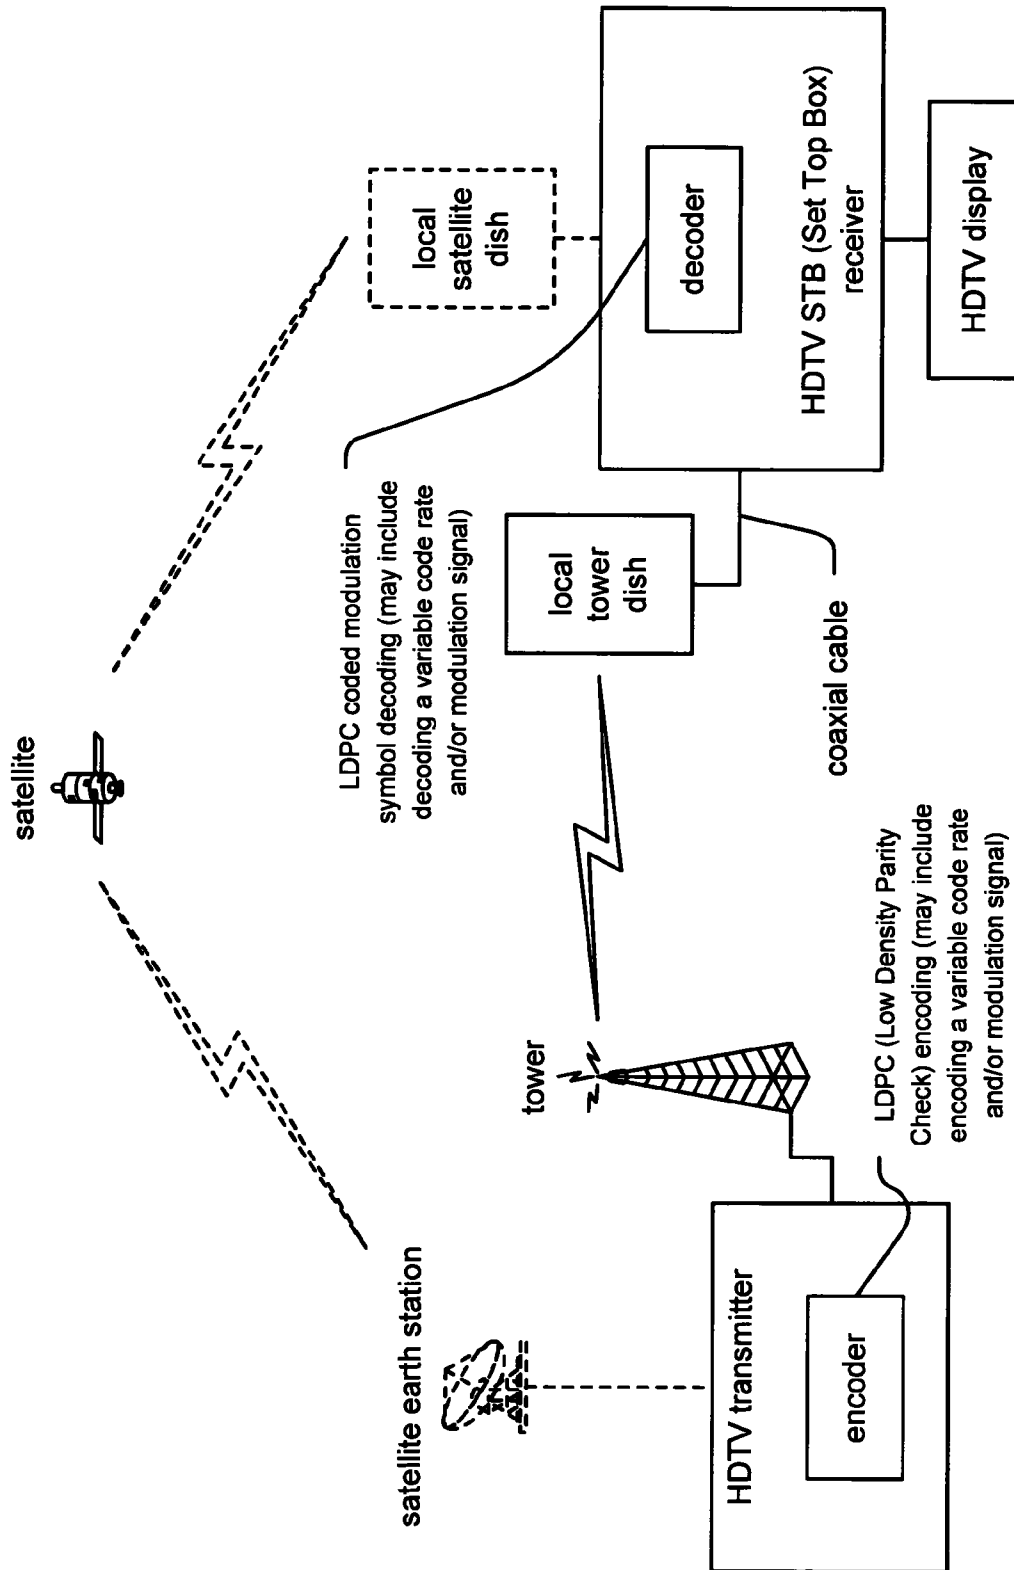 satellite
satellite earth station
tower
HDTV transmitter
encoder
LDPC (Low Density Parity
Check) encoding (may include
encoding a variable code rate
and/or modulation signal)
LDPC coded modulation
symbol decoding (may include
decoding a variable code rate
and/or modulation signal)
local
satellite
dish
local
tower
dish
coaxial cable
decoder
HDTV STB (Set Top Box)
receiver
HDTV display